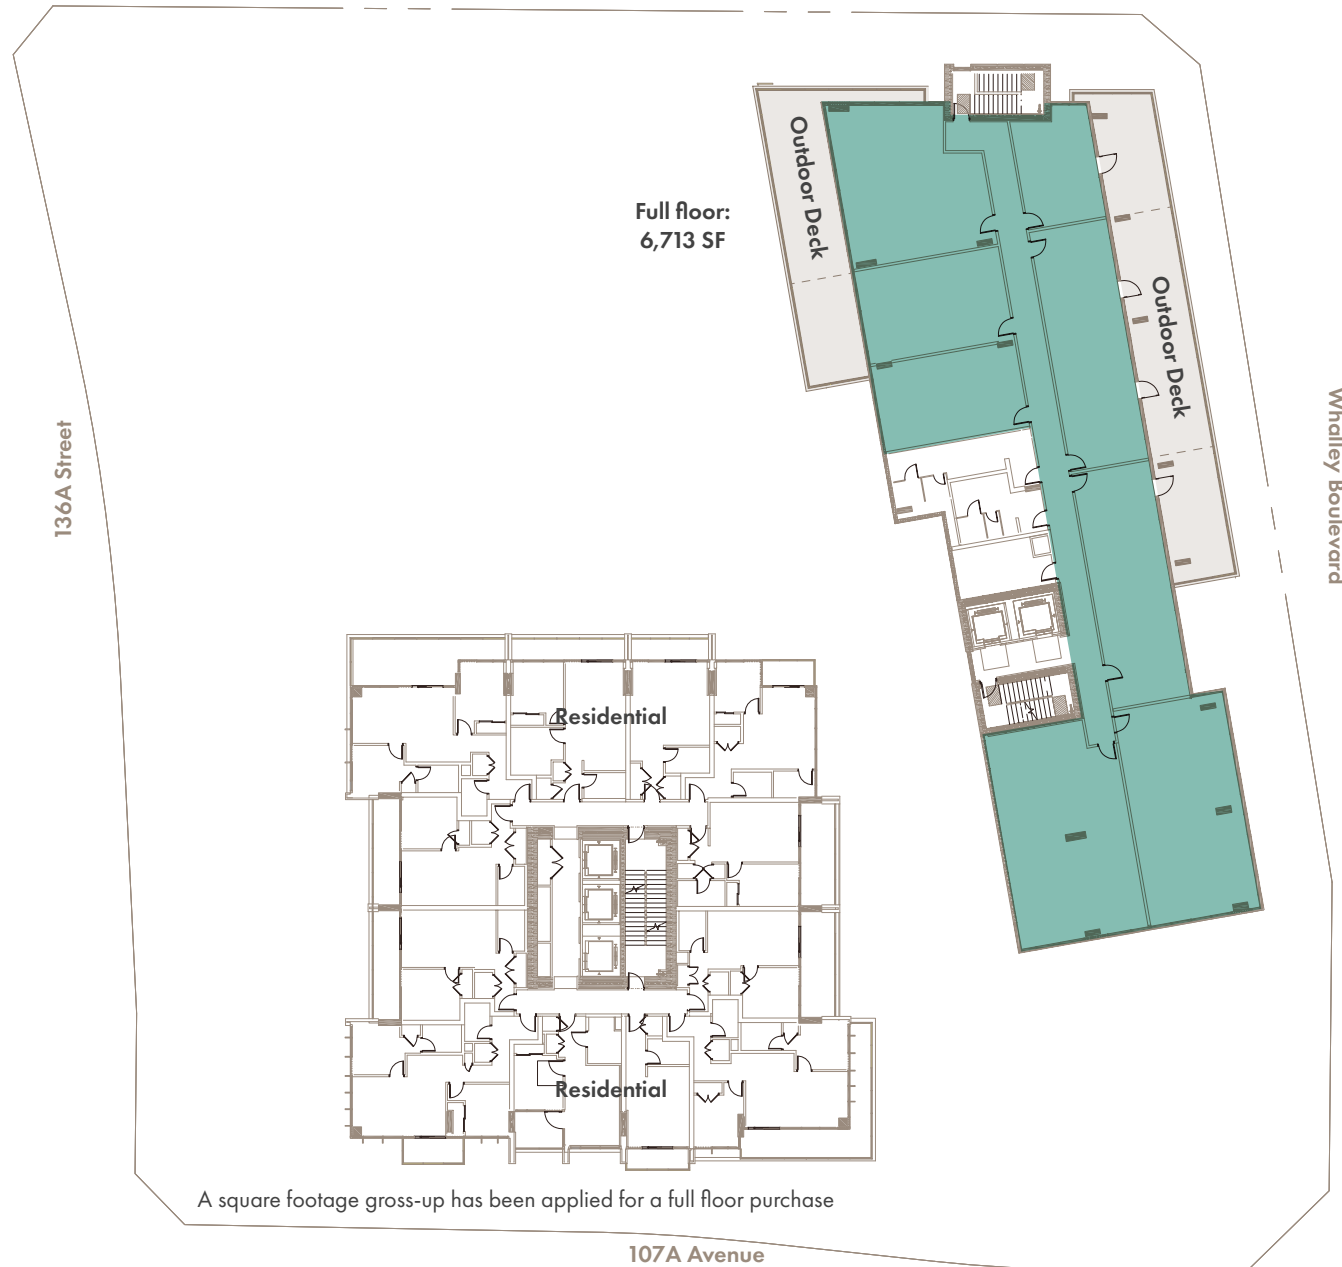 Outdoor Deck
Full floor:
6,713 SF
Outdoor Deck
136A Street
Whalley Boulevard
Residential
Residential
A square footage gross-up has been applied for a full floor purchase
107A Avenue